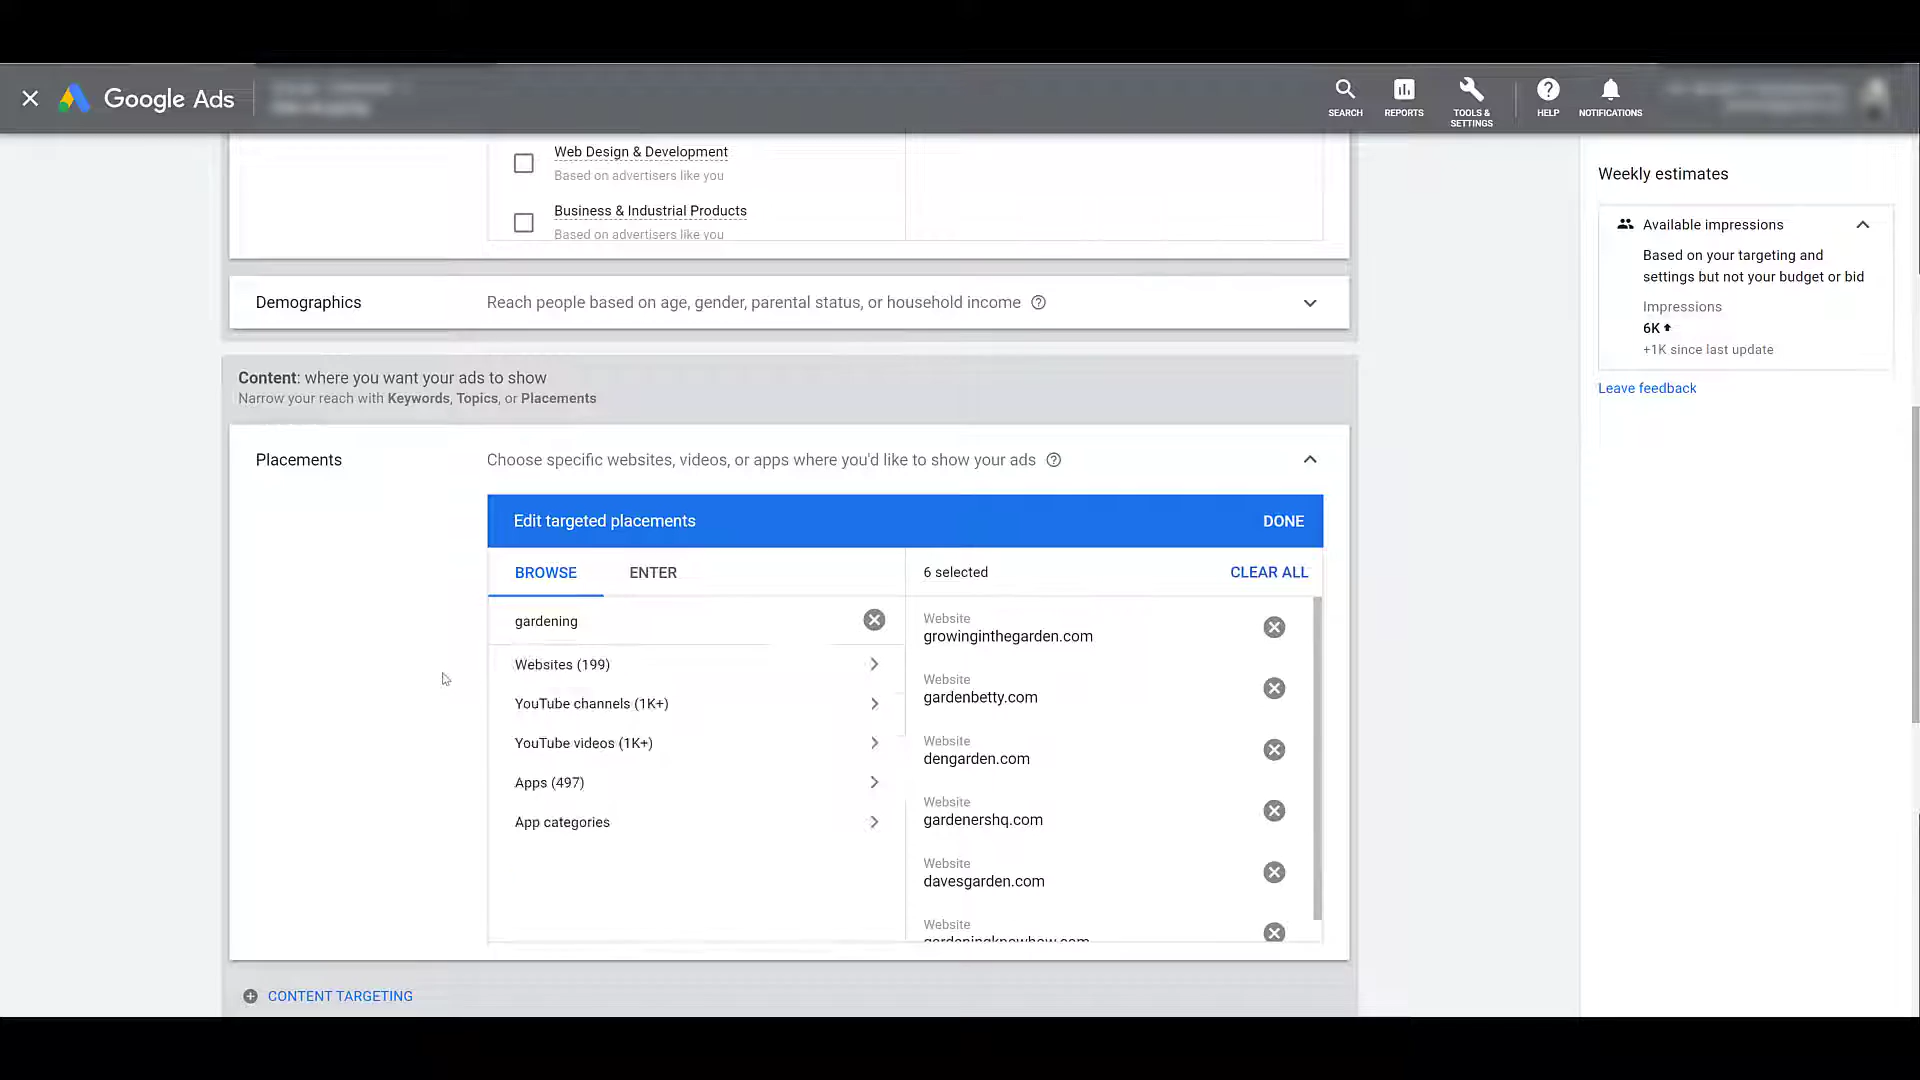 Google Ads
SEARCH
REPORTS
TOOLS &
SETTINGS
HELP
NOTIFICATIONS
Web Design & Development
Based on advertisers like you
Business & Industrial Products
Based on advertisers like you
Demographics
Reach people based on age, gender, parental status, or household income
Content: where you want your ads to show
Narrow your reach with Keywords, Topics, or Placements
Placements
Choose specific websites, videos, or apps where you'd like to show your ads
Edit targeted placements
DONE
BROWSE
ENTER
gardening
Websites (199)
YouTube channels (1K+)
YouTube videos (1K+)
Apps (497)
App categories
6 selected
CLEAR ALL
Website
growinginthegarden.com
Website
gardenbetty.com
Website
dengarden.com
Website
gardenershq.com
Website
davesgarden.com
Website
gardeningknowhow.com
CONTENT TARGETING
Weekly estimates
Available impressions
Based on your targeting and
settings but not your budget or bid
Impressions
6K
+1K since last update
Leave feedback